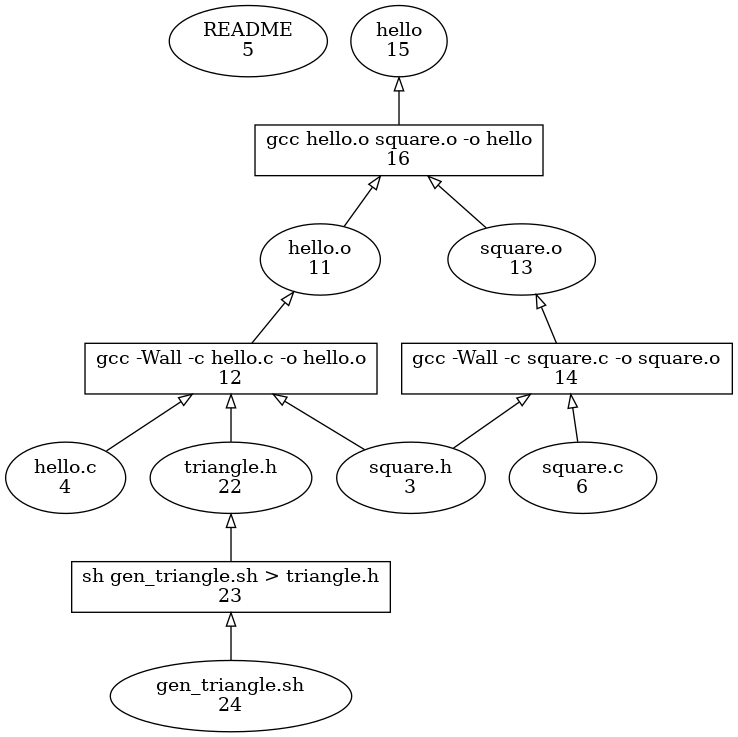 README
5
hello
15
gcc hello.o square.o -o hello
16
hello.o
11
square.o
13
gcc -Wall -c hello.c -o hello.o
12
gcc -Wall -c square.c -o square.o
14
hello.c
4
triangle.h
22
square.h
3
square.c
6
sh gen_triangle.sh > triangle.h
23
gen_triangle.sh
24